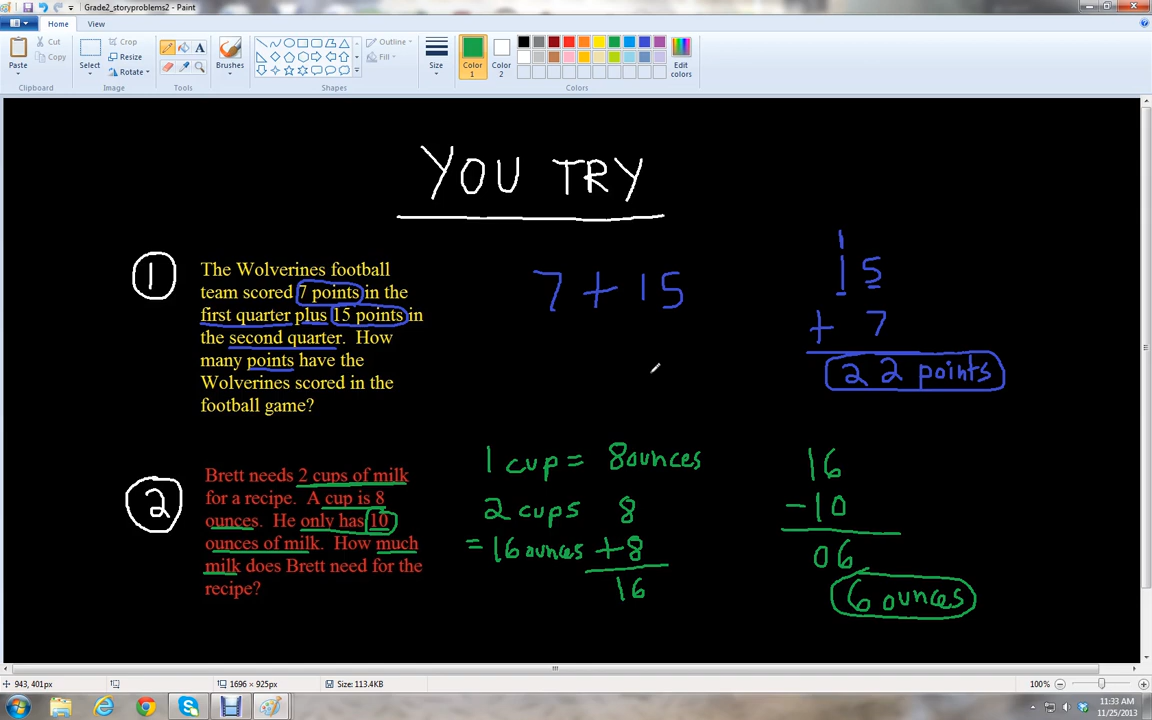 Grade2_storyproblems2 - Paint
Home View
Paste
Cut
Copy
Clipboard
Select
Crop
Resize
Rotate
Image
A
Tools
Brushes
Outline
Fill
Shapes
Size
Color 1
Color 2
Edit colors
Colors
YOU TRY
1
The Wolverines football
team scored 7 points in the
first quarter plus 15 points in
the second quarter. How
many points have the
Wolverines scored in the
football game?
7 + 15
1
15
+ 7
22 points
2
Brett needs 2 cups of milk
for a recipe. A cup is 8
ounces. He only has 10
ounces of milk. How much
milk does Brett need for the
recipe?
1 cup = 8ounces
2 cups 8
= 16 ounces +8
16
16
-10
06
6 ounces
943, 401px
1696 × 925px
Size: 113.4KB
100%
11:33 AM
11/25/2013